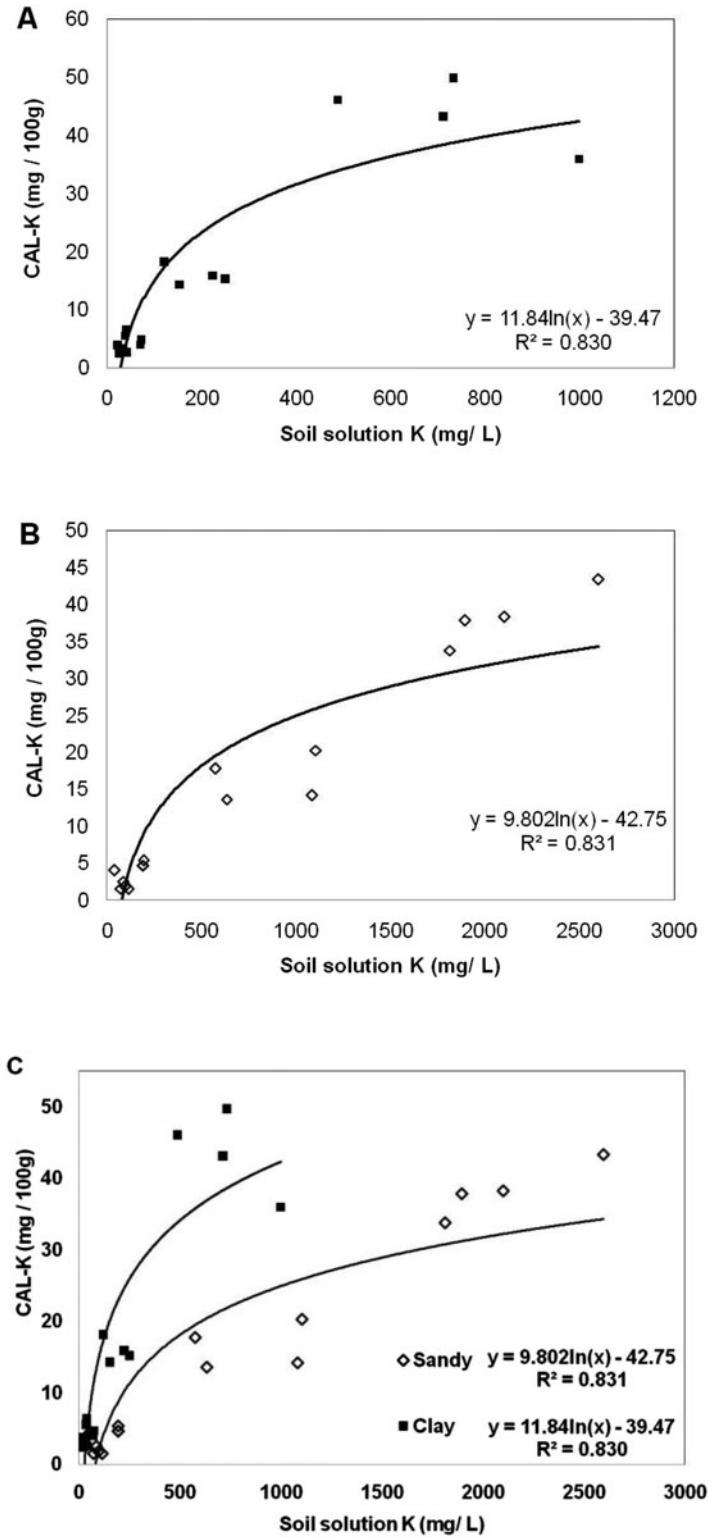 A
60
50
40
30
20
10
0
CAL-K (mg / 100g)
y = 11.84ln(x) - 39.47
R² = 0.830
0 200 400 600 800 1000 1200
Soil solution K (mg/ L)
B
50
45
40
35
30
25
20
15
10
5
0
CAL-K (mg / 100g)
y = 9.802ln(x) - 42.75
R² = 0.831
0 500 1000 1500 2000 2500 3000
Soil solution K (mg/ L)
C
50
40
30
20
10
0
CAL-K (mg / 100g)
Sandy y = 9.802ln(x) - 42.75
R² = 0.831
Clay y = 11.84ln(x) - 39.47
R² = 0.830
0 500 1000 1500 2000 2500 3000
Soil solution K (mg/ L)